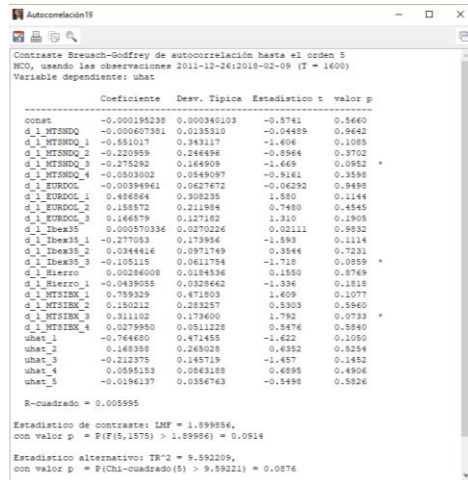 Autocorrelación19
Contraste Breusch-Godfrey de autocorrelación hasta el orden 5
MCO, usando las observaciones 2011-12-26:2018-02-09 (T = 1600)
Variable dependiente: uhat
Coeficiente Desv. Típica Estadístico t valor p
const -0.000195238 0.000340103 -0.5741 0.5660
d_l_MTSNDQ -0.000607381 0.0135310 -0.04489 0.9642
d_l_MTSNDQ_1 -0.551017 0.343117 -1.606 0.1085
d_l_MTSNDQ_2 -0.220959 0.246496 -0.8964 0.3702
d_l_MTSNDQ_3 -0.275292 0.164909 -1.669 0.0952 *
d_l_MTSNDQ_4 -0.0503002 0.0549097 -0.9161 0.3598
d_l_EURDOL -0.00394961 0.0627672 -0.06292 0.9498
d_l_EURDOL_1 0.486864 0.308235 1.580 0.1144
d_l_EURDOL_2 0.158572 0.211984 0.7480 0.4545
d_l_EURDOL_3 0.166579 0.127182 1.310 0.1905
d_l_Ibex35 0.000570336 0.0270226 0.02111 0.9832
d_l_Ibex35_1 -0.277053 0.173956 -1.593 0.1114
d_l_Ibex35_2 0.0344416 0.0971749 0.3544 0.7231
d_l_Ibex35_3 -0.105115 0.0611754 -1.718 0.0859 *
d_l_Hierro 0.00286008 0.0184536 0.1550 0.8769
d_l_Hierro_1 -0.0439055 0.0328662 -1.336 0.1818
d_l_MTSIBX_1 0.759329 0.471803 1.609 0.1077
d_l_MTSIBX_2 0.150212 0.283257 0.5303 0.5960
d_l_MTSIBX_3 0.311102 0.173600 1.792 0.0733 *
d_l_MTSIBX_4 0.0279950 0.0511228 0.5476 0.5840
uhat_1 -0.764680 0.471455 -1.622 0.1050
uhat_2 0.168358 0.265028 0.6352 0.5254
uhat_3 -0.212375 0.145719 -1.457 0.1452
uhat_4 0.0595153 0.0863188 0.6895 0.4906
uhat_5 -0.0196137 0.0356763 -0.5498 0.5826
R-cuadrado = 0.005995
Estadístico de contraste: LMF = 1.899856,
con valor p = P(F(5,1575) > 1.89986) = 0.0914
Estadístico alternativo: TR^2 = 9.592209,
con valor p = P(Chi-cuadrado(5) > 9.59221) = 0.0876